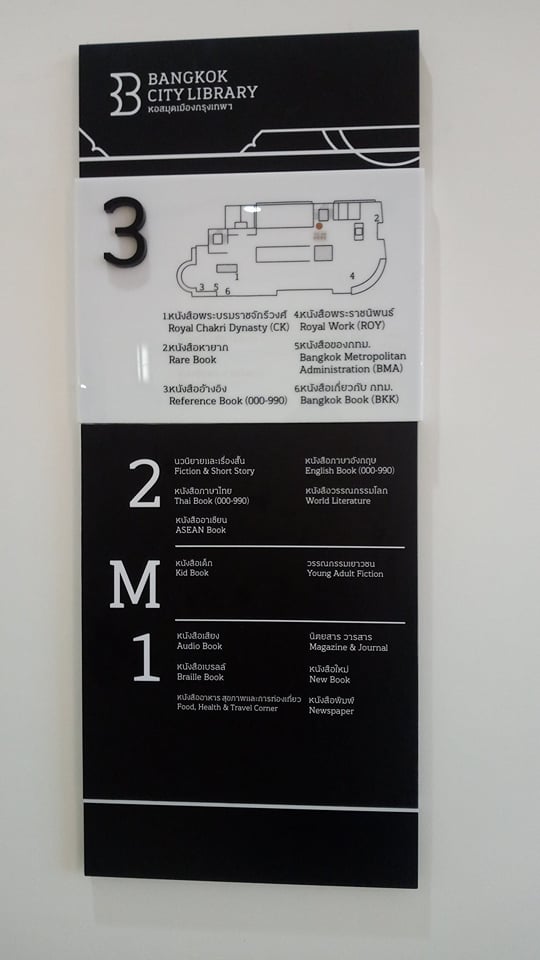 BANGKOK
CITY LIBRARY
หอสมุดเมืองกรุงเทพฯ
3
2
1
4
3 5 6
1.หนังสือพระบรมราชจักรีวงศ์
Royal Chakri Dynasty (CK)
4.หนังสือพระราชนิพนธ์
Royal Work (ROY)
2.หนังสือหายาก
Rare Book
5.หนังสือของกทม.
Bangkok Metropolitan
Administration (BMA)
3.หนังสืออ้างอิง
Reference Book (000-990)
6.หนังสือเกี่ยวกับ กทม.
Bangkok Book (BKK)
2
นวนิยายและเรื่องสั้น
Fiction & Short Story
หนังสือภาษาอังกฤษ
English Book (000-990)
หนังสือภาษาไทย
Thai Book (000-990)
หนังสือวรรณกรรมโลก
World Literature
หนังสืออาเซียน
ASEAN Book
M
หนังสือเด็ก
Kid Book
วรรณกรรมเยาวชน
Young Adult Fiction
1
หนังสือเสียง
Audio Book
นิตยสาร วารสาร
Magazine & Journal
หนังสือเบรลล์
Braille Book
หนังสือใหม่
New Book
หนังสืออาหาร สุขภาพและการท่องเที่ยว
Food, Health & Travel Corner
หนังสือพิมพ์
Newspaper